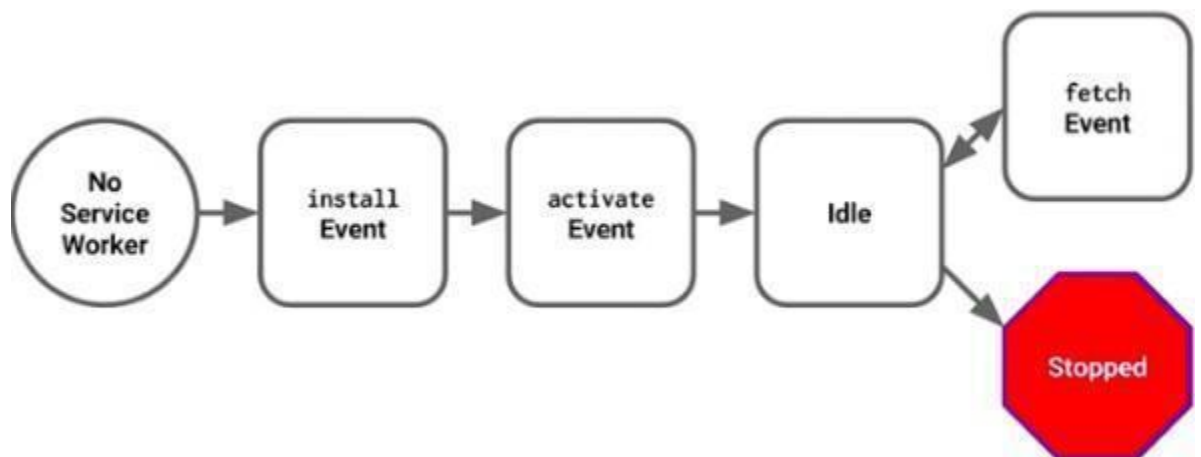 No
Service
Worker
install
Event
activate
Event
Idle
fetch
Event
Stopped